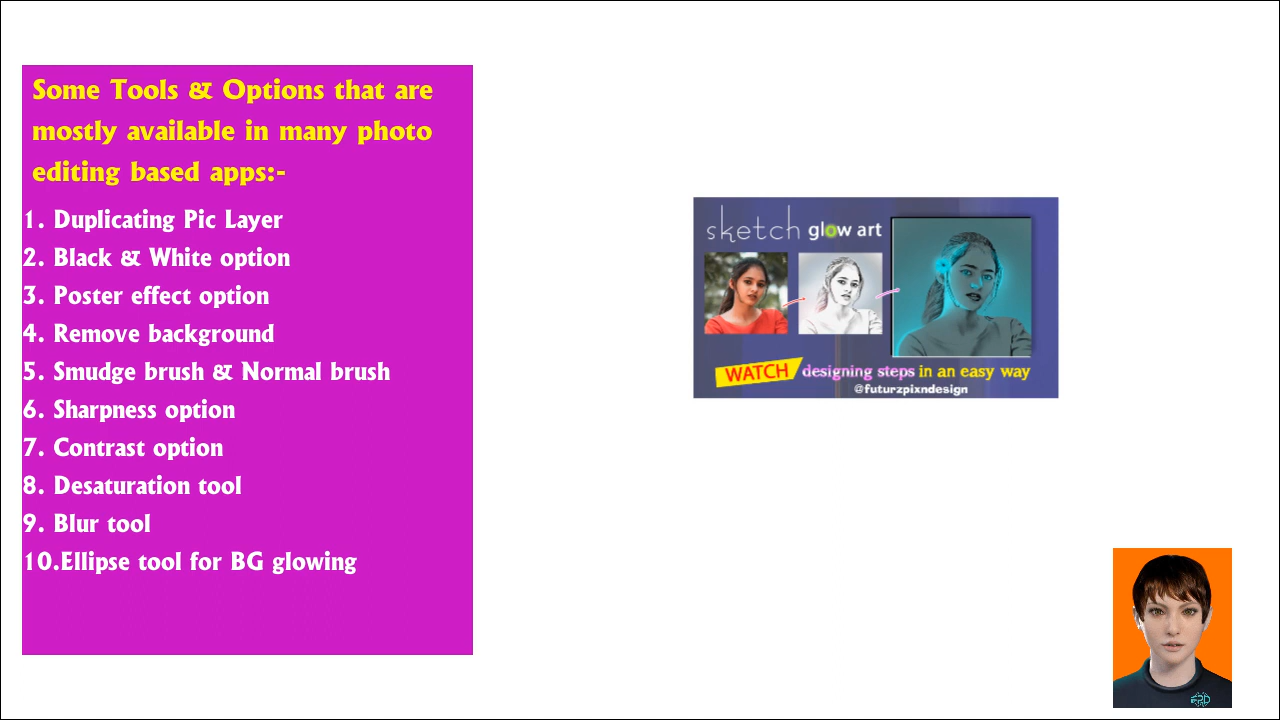 Some Tools & Options that are
mostly available in many photo
editing based apps:-
1. Duplicating Pic Layer
2. Black & White option
3. Poster effect option
4. Remove background
5. Smudge brush & Normal brush
6. Sharpness option
7. Contrast option
8. Desaturation tool
9. Blur tool
10.Ellipse tool for BG glowing
sketch glow art
WATCH designing steps in an easy way
@futurzpixndesign